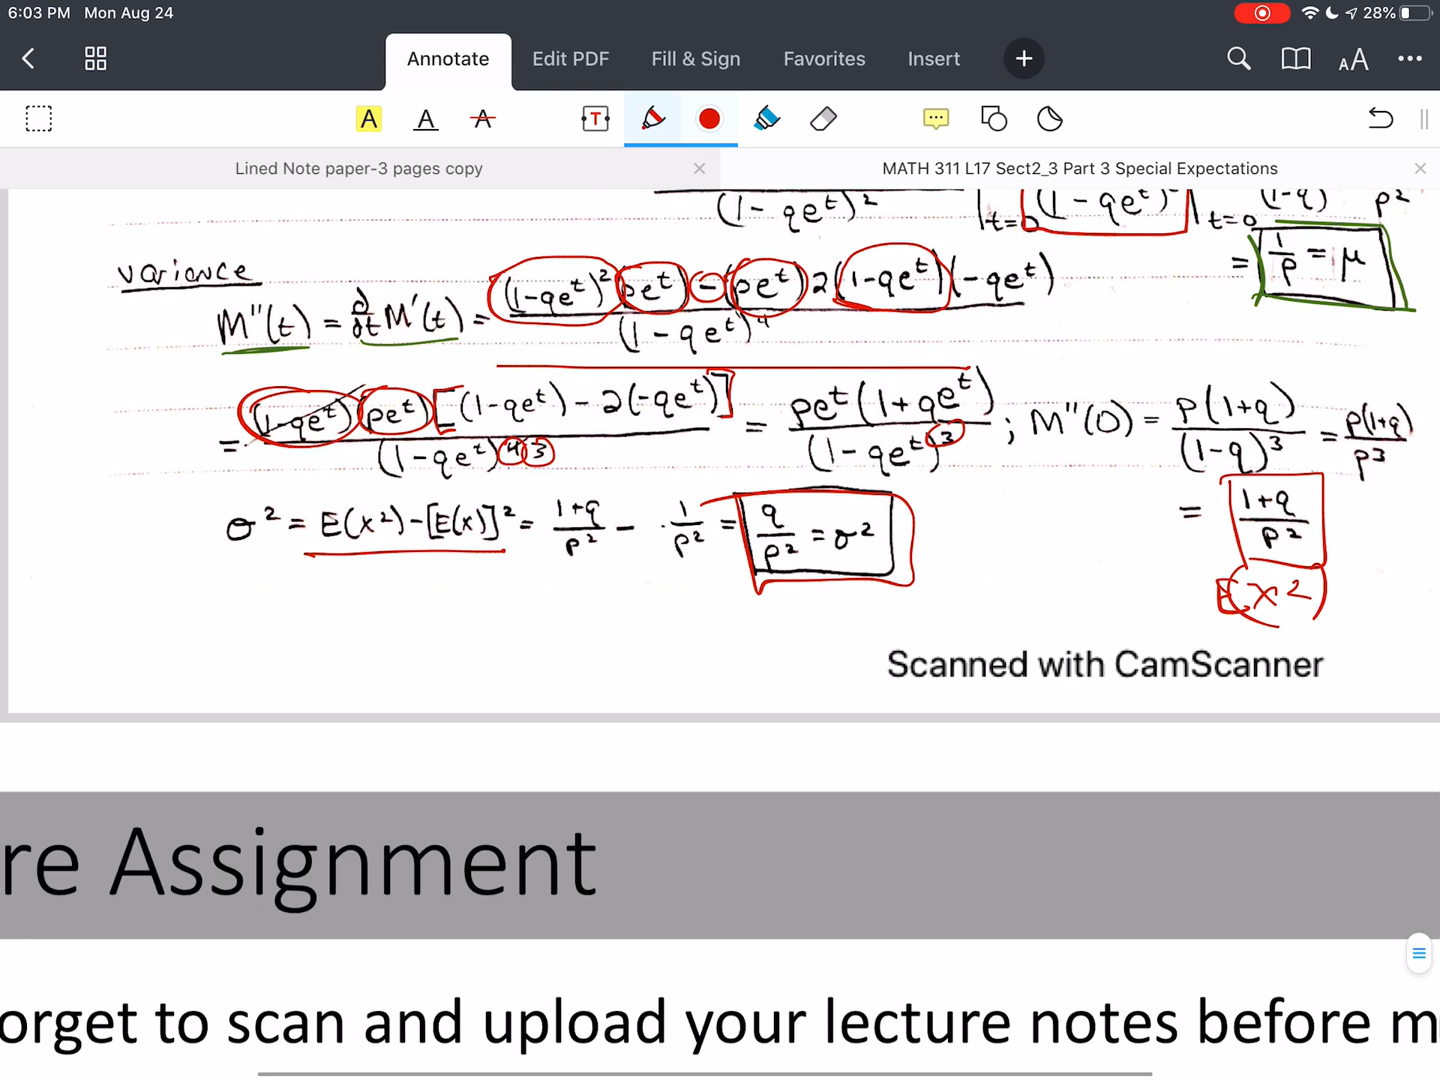 6:03 PM Mon Aug 24 28%
Annotate Edit PDF Fill & Sign Favorites Insert
Lined Note paper-3 pages copy MATH 311 L17 Sect2_3 Part 3 Special Expectations
(1-qe^t)^2 |t=0 (1-qe^t)^2 |t=0 (1-q)^2 p^2
= 1/p = μ
variance
M''(t) = d/dt M'(t) = (1-qe^t)^2 (pe^t) - (pe^t) 2(1-qe^t)(-qe^t) / (1-qe^t)^4
= (1-qe^t)(pe^t)[(1-qe^t) - 2(-qe^t)] / (1-qe^t)^4 3 = pe^t(1+qe^t) / (1-qe^t)^3 ; M''(0) = p(1+q) / (1-q)^3 = p(1+q) / p^3
σ^2 = E(x^2) - [E(x)]^2 = 1+q / p^2 - 1 / p^2 = q / p^2 = σ^2 = 1+q / p^2
E(x^2)
Scanned with CamScanner
re Assignment
orget to scan and upload your lecture notes before m